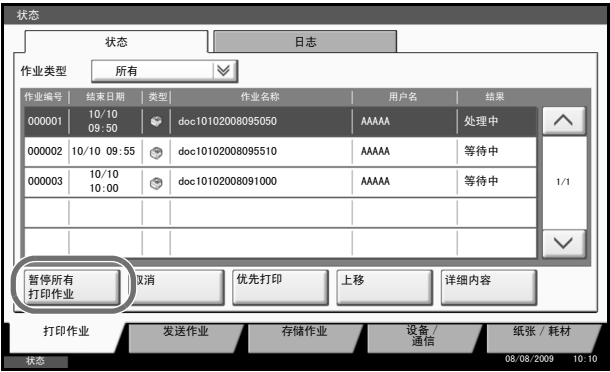 状态
状态 日志
作业类型 所有
作业编号 结束日期 类型 作业名称 用户名 结果
000001 10/10 09:50 doc10102008095050 AAAAA 处理中
000002 10/10 09:55 doc10102008095510 AAAAA 等待中
000003 10/10 10:00 doc10102008091000 AAAAA 等待中
1/1
暂停所有
打印作业
取消 优先打印 上移 详细内容
打印作业 发送作业 存储作业 设备/
通信
纸张 / 耗材
状态 08/08/2009 10:10